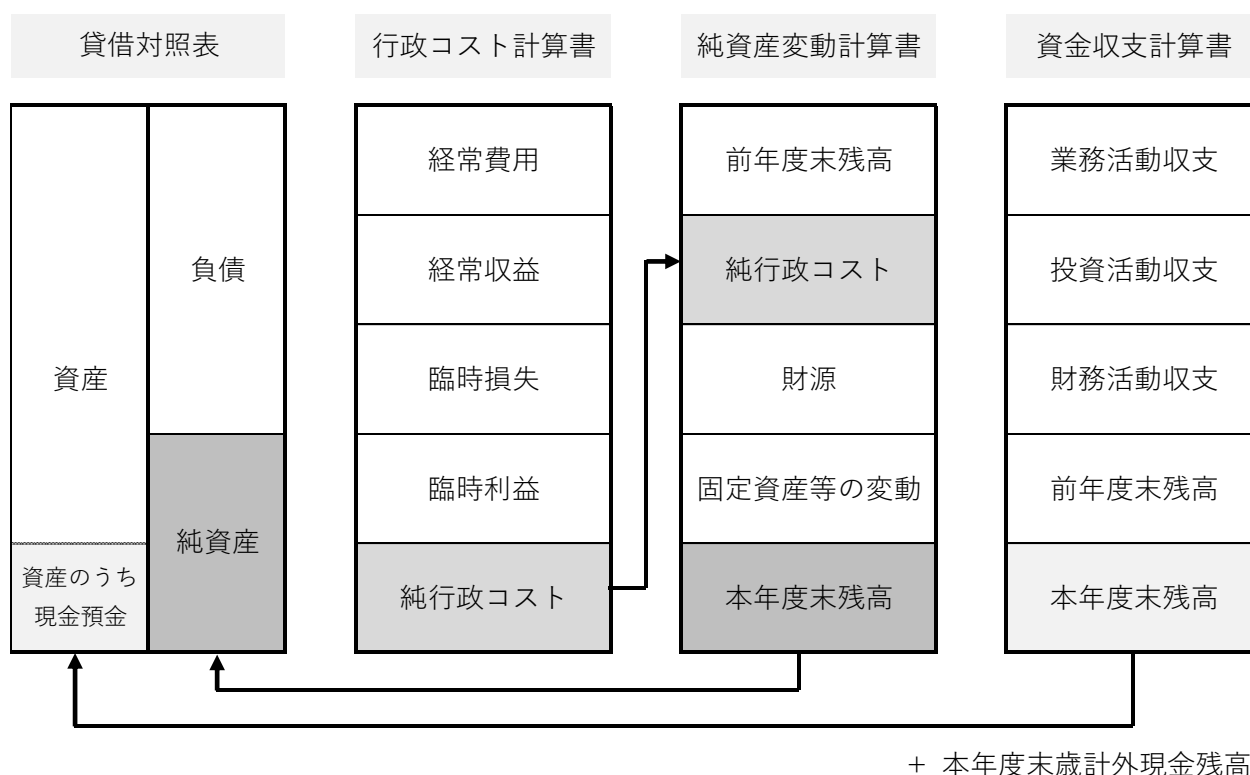 貸借対照表
行政コスト計算書
純資産変動計算書
資金収支計算書
資産
資産のうち
現金預金
負債
純資産
経常費用
経常収益
臨時損失
臨時利益
純行政コスト
前年度末残高
純行政コスト
財源
固定資産等の変動
本年度末残高
業務活動収支
投資活動収支
財務活動収支
前年度末残高
本年度末残高
+ 本年度末歳計外現金残高